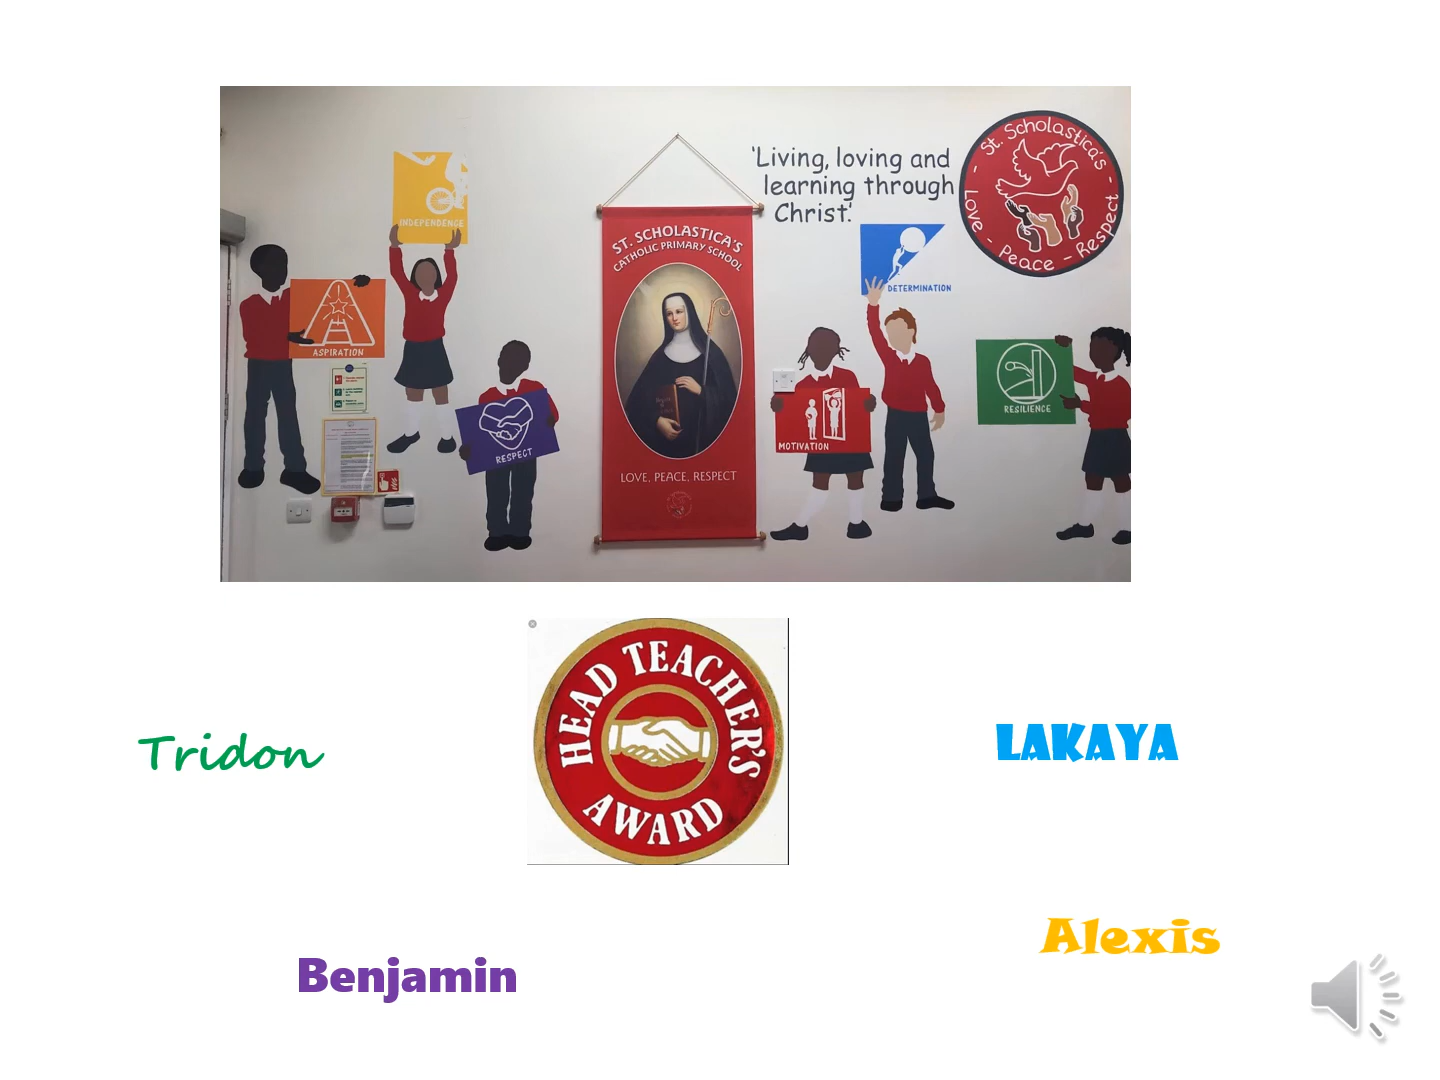 INDEPENDENCE
ASPIRATION
RESPECT
ST. SCHOLASTICA'S
CATHOLIC PRIMARY SCHOOL
LOVE, PEACE, RESPECT
'Living, loving and
learning through
Christ'.
St. Scholastica's
- Love - Peace - Respect -
DETERMINATION
MOTIVATION
RESILIENCE
HEAD TEACHER'S
AWARD
Tridon
LAKAYA
Alexis
Benjamin